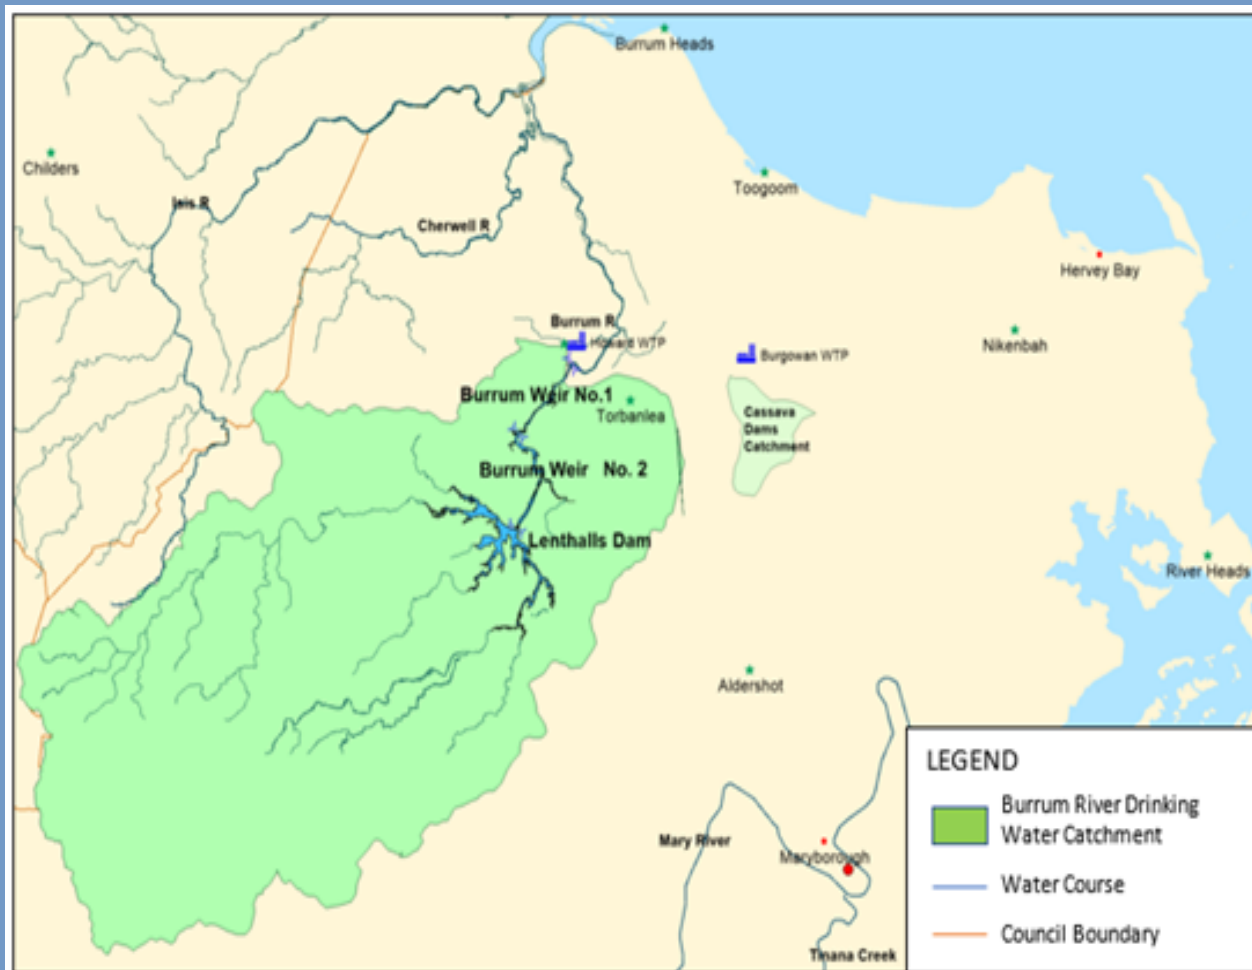 Burrum Heads
Childers
Toogoom
Isis R
Cherwell R
Hervey Bay
Burrum R
Howard WTP
Nikenbah
Burgowan WTP
Burrum Weir No.1
Torbanlea
Cassava
Dams
Catchment
Burrum Weir No. 2
Lenthalls Dam
River Heads
Aldershot
Mary River
Maryborough
Tinana Creek
LEGEND
Burrum River Drinking
Water Catchment
Water Course
Council Boundary